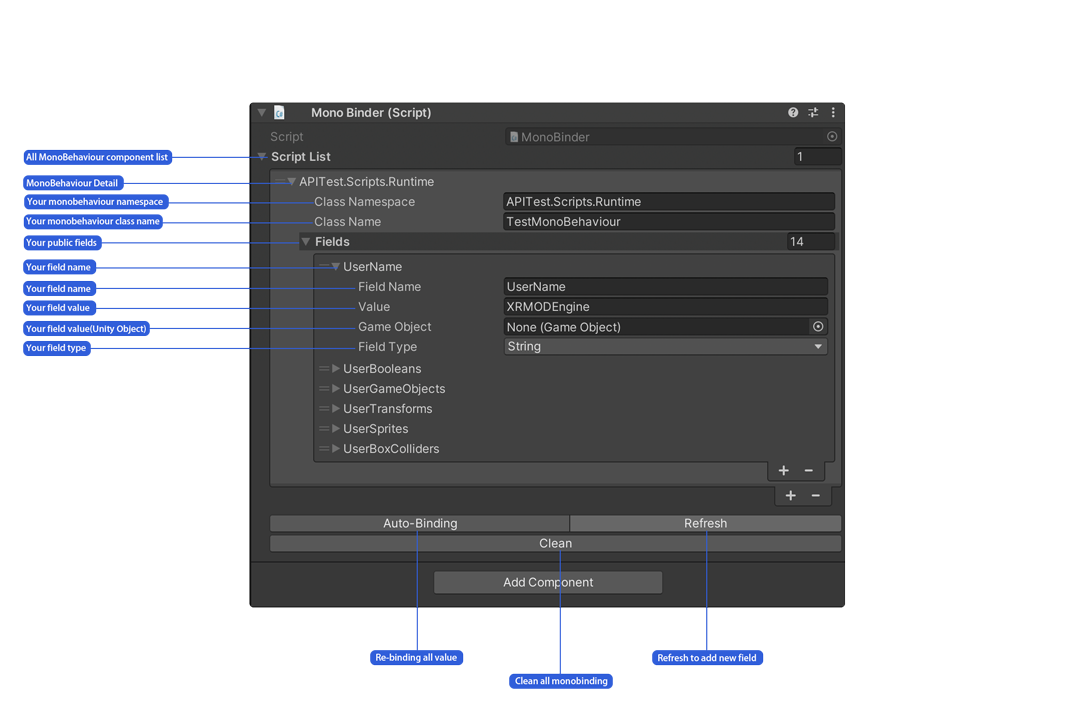 Mono Binder (Script)
Script MonoBinder
All MonoBehaviour component list Script List 1
MonoBehaviour Detail APITest.Scripts.Runtime
Your monobehaviour namespace Class Namespace APITest.Scripts.Runtime
Your monobehaviour class name Class Name TestMonoBehaviour
Your public fields Fields 14
Your field name UserName
Your field name Field Name UserName
Your field value Value XRMODEngine
Your field value(Unity Object) Game Object None (Game Object)
Your field type Field Type String
UserBooleans
UserGameObjects
UserTransforms
UserSprites
UserBoxColliders
+ −
+ −
Auto-Binding Refresh
Clean
Add Component
Re-binding all value Refresh to add new field
Clean all monobinding